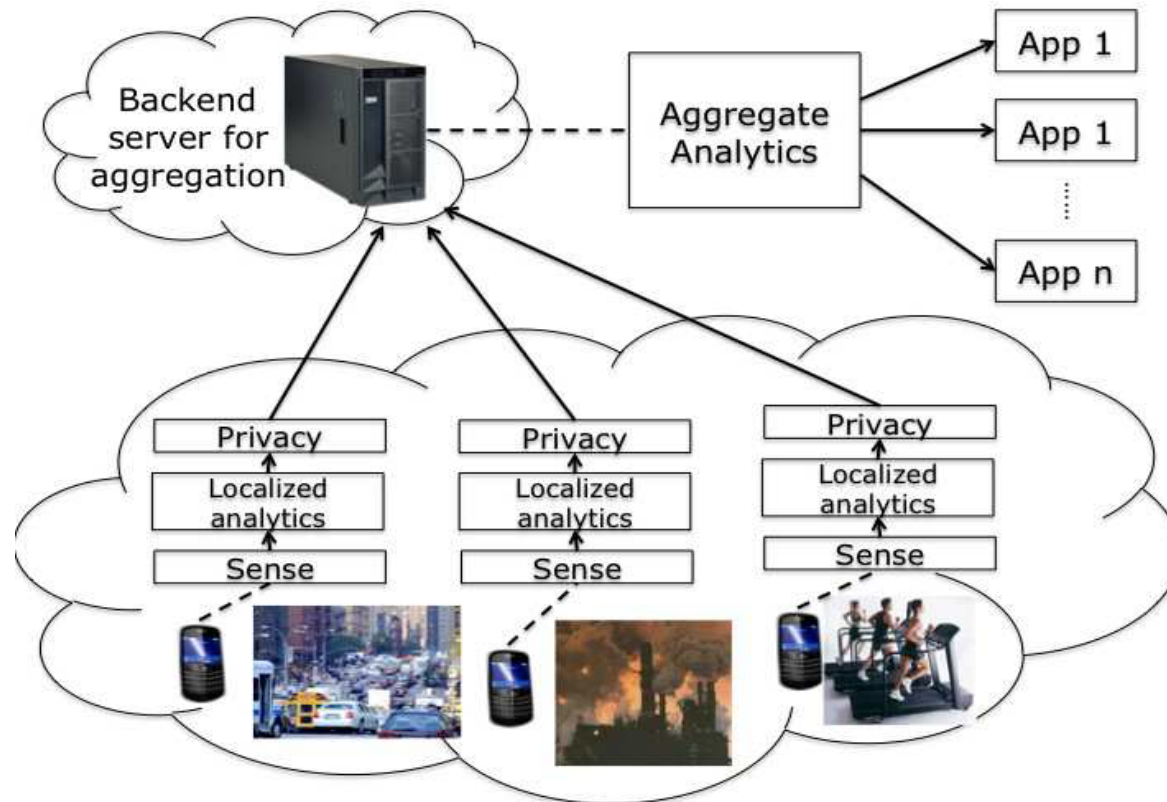 Backend
server for
aggregation
Aggregate
Analytics
App 1
App 1
App n
Privacy
Localized
analytics
Sense
Privacy
Localized
analytics
Sense
Privacy
Localized
analytics
Sense